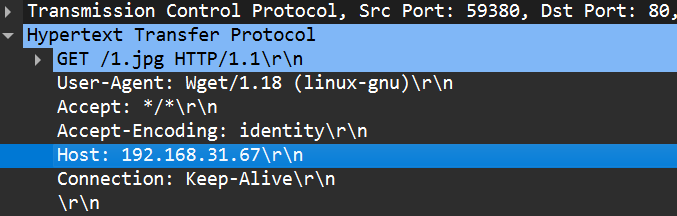 Transmission Control Protocol, Src Port: 59380, Dst Port: 80,
Hypertext Transfer Protocol
GET /1.jpg HTTP/1.1\r\n
User-Agent: Wget/1.18 (linux-gnu)\r\n
Accept: */*\r\n
Accept-Encoding: identity\r\n
Host: 192.168.31.67\r\n
Connection: Keep-Alive\r\n
\r\n